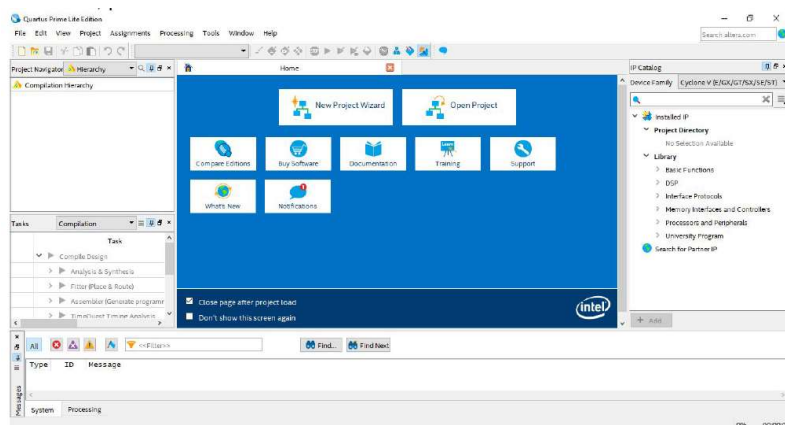 Quartus Prime Lite Edition
File Edit View Project Assignments Processing Tools Window Help
Search altera.com
Project Navigator Hierarchy
Home
IP Catalog
Compilation Hierarchy
Device Family Cyclone V (E/GX/GT/SX/SE/ST)
New Project Wizard
Open Project
Installed IP
Project Directory
No Selection Available
Library
Basic Functions
DSP
Interface Protocols
Memory Interfaces and Controllers
Processors and Peripherals
University Program
Search for Partner IP
Compare Editions
Buy Software
Documentation
Training
Support
What's New
Notifications
Tasks Compilation
Task
Compile Design
Analysis & Synthesis
Fitter (Place & Route)
Assembler (Generate programm
TimeQuest Timing Analysis
Close page after project load
Don't show this screen again
intel
+ Add...
All
<<Filter>>
Find...
Find Next
Type ID Message
Messages
System Processing